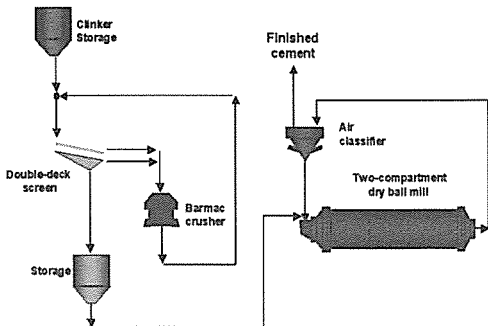 Clinker
Storage
Finished
cement
Air
classifier
Two-compartment
dry ball mill
Double-deck
screen
Barmac
crusher
Storage